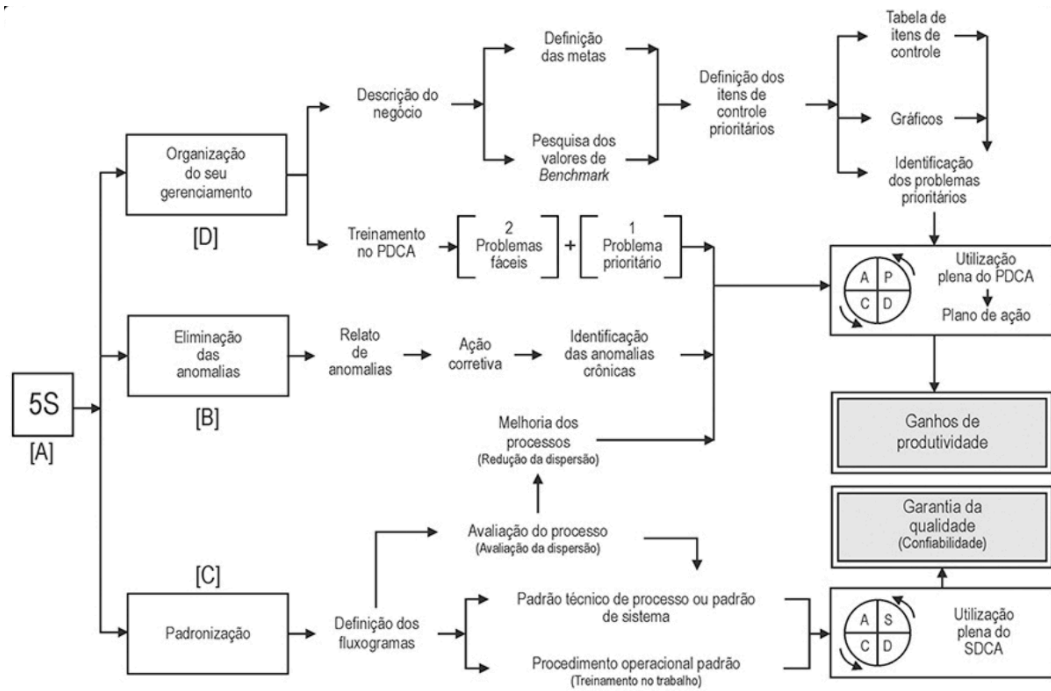 5S
[A]
Organização
do seu
gerenciamento
[D]
Descrição do
negócio
Definição
das metas
Pesquisa dos
valores de
Benchmark
Definição dos
itens de
controle
prioritários
Tabela de
itens de
controle
Gráficos
Identificação
dos problemas
prioritários
Treinamento
no PDCA
2
Problemas
fáceis
+
1
Problema
prioritário
A P
C D
Utilização
plena do PDCA
Plano de ação
Eliminação
das
anomalias
[B]
Relato
de
anomalias
Ação
corretiva
Identificação
das anomalias
crônicas
Ganhos de
produtividade
Melhoria dos
processos
(Redução da dispersão)
Avaliação do processo
(Avaliação da dispersão)
Garantia da
qualidade
(Confiabilidade)
[C]
Padronização
Definição dos
fluxogramas
Padrão técnico de processo ou padrão
de sistema
Procedimento operacional padrão
(Treinamento no trabalho)
A S
C D
Utilização
plena do
SDCA